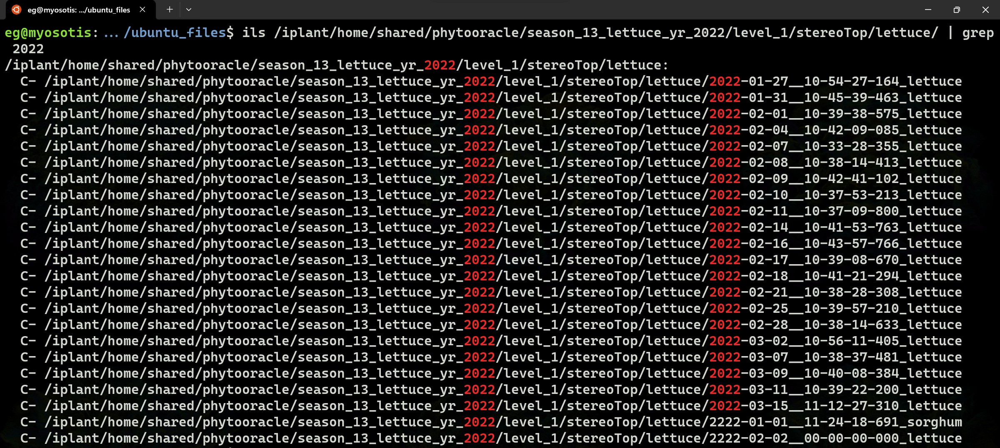 eg@myosotis: .../ubuntu_files
eg@myosotis: ... /ubuntu_files$ ils /iplant/home/shared/phytooracle/season_13_lettuce_yr_2022/level_1/stereoTop/lettuce/ | grep
2022
/iplant/home/shared/phytooracle/season_13_lettuce_yr_2022/level_1/stereoTop/lettuce:
C- /iplant/home/shared/phytooracle/season_13_lettuce_yr_2022/level_1/stereoTop/lettuce/2022-01-27__10-54-27-164_lettuce
C- /iplant/home/shared/phytooracle/season_13_lettuce_yr_2022/level_1/stereoTop/lettuce/2022-01-31__10-45-39-463_lettuce
C- /iplant/home/shared/phytooracle/season_13_lettuce_yr_2022/level_1/stereoTop/lettuce/2022-02-01__10-39-38-575_lettuce
C- /iplant/home/shared/phytooracle/season_13_lettuce_yr_2022/level_1/stereoTop/lettuce/2022-02-04__10-42-09-085_lettuce
C- /iplant/home/shared/phytooracle/season_13_lettuce_yr_2022/level_1/stereoTop/lettuce/2022-02-07__10-33-28-355_lettuce
C- /iplant/home/shared/phytooracle/season_13_lettuce_yr_2022/level_1/stereoTop/lettuce/2022-02-08__10-38-14-413_lettuce
C- /iplant/home/shared/phytooracle/season_13_lettuce_yr_2022/level_1/stereoTop/lettuce/2022-02-09__10-42-41-102_lettuce
C- /iplant/home/shared/phytooracle/season_13_lettuce_yr_2022/level_1/stereoTop/lettuce/2022-02-10__10-37-53-213_lettuce
C- /iplant/home/shared/phytooracle/season_13_lettuce_yr_2022/level_1/stereoTop/lettuce/2022-02-11__10-37-09-800_lettuce
C- /iplant/home/shared/phytooracle/season_13_lettuce_yr_2022/level_1/stereoTop/lettuce/2022-02-14__10-41-53-763_lettuce
C- /iplant/home/shared/phytooracle/season_13_lettuce_yr_2022/level_1/stereoTop/lettuce/2022-02-16__10-43-57-766_lettuce
C- /iplant/home/shared/phytooracle/season_13_lettuce_yr_2022/level_1/stereoTop/lettuce/2022-02-17__10-39-08-670_lettuce
C- /iplant/home/shared/phytooracle/season_13_lettuce_yr_2022/level_1/stereoTop/lettuce/2022-02-18__10-41-21-294_lettuce
C- /iplant/home/shared/phytooracle/season_13_lettuce_yr_2022/level_1/stereoTop/lettuce/2022-02-21__10-38-28-308_lettuce
C- /iplant/home/shared/phytooracle/season_13_lettuce_yr_2022/level_1/stereoTop/lettuce/2022-02-25__10-39-57-210_lettuce
C- /iplant/home/shared/phytooracle/season_13_lettuce_yr_2022/level_1/stereoTop/lettuce/2022-02-28__10-38-14-633_lettuce
C- /iplant/home/shared/phytooracle/season_13_lettuce_yr_2022/level_1/stereoTop/lettuce/2022-03-02__10-56-11-405_lettuce
C- /iplant/home/shared/phytooracle/season_13_lettuce_yr_2022/level_1/stereoTop/lettuce/2022-03-07__10-38-37-481_lettuce
C- /iplant/home/shared/phytooracle/season_13_lettuce_yr_2022/level_1/stereoTop/lettuce/2022-03-09__10-40-08-384_lettuce
C- /iplant/home/shared/phytooracle/season_13_lettuce_yr_2022/level_1/stereoTop/lettuce/2022-03-11__10-39-22-200_lettuce
C- /iplant/home/shared/phytooracle/season_13_lettuce_yr_2022/level_1/stereoTop/lettuce/2022-03-15__11-12-27-310_lettuce
C- /iplant/home/shared/phytooracle/season_13_lettuce_yr_2022/level_1/stereoTop/lettuce/2222-01-01__11-24-18-691_sorghum
C- /iplant/home/shared/phytooracle/season_13_lettuce_yr_2022/level_1/stereoTop/lettuce/2222-02-02__00-00-00-000_lettuce